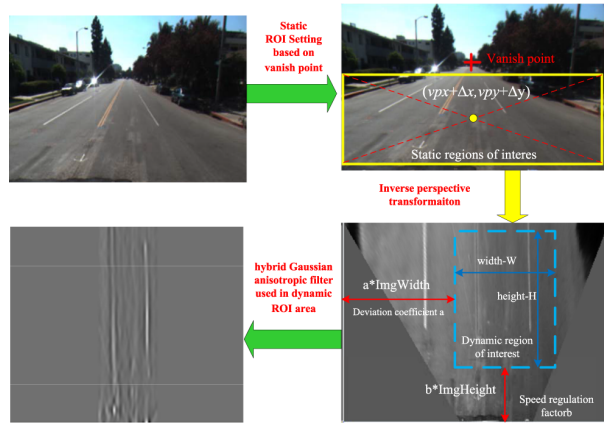 Static
ROI Setting
based on
vanish point
Vanish point
(vpx+Δx,vpy+Δy)
Static regions of interes
Inverse perspective
transformaiton
hybrid Gaussian
anisotropic filter
used in dynamic
ROI area
a*ImgWidth
Deviation coefficient a
width-W
height-H
Dynamic region
of interest
b*ImgHeight
Speed regulation
factorb